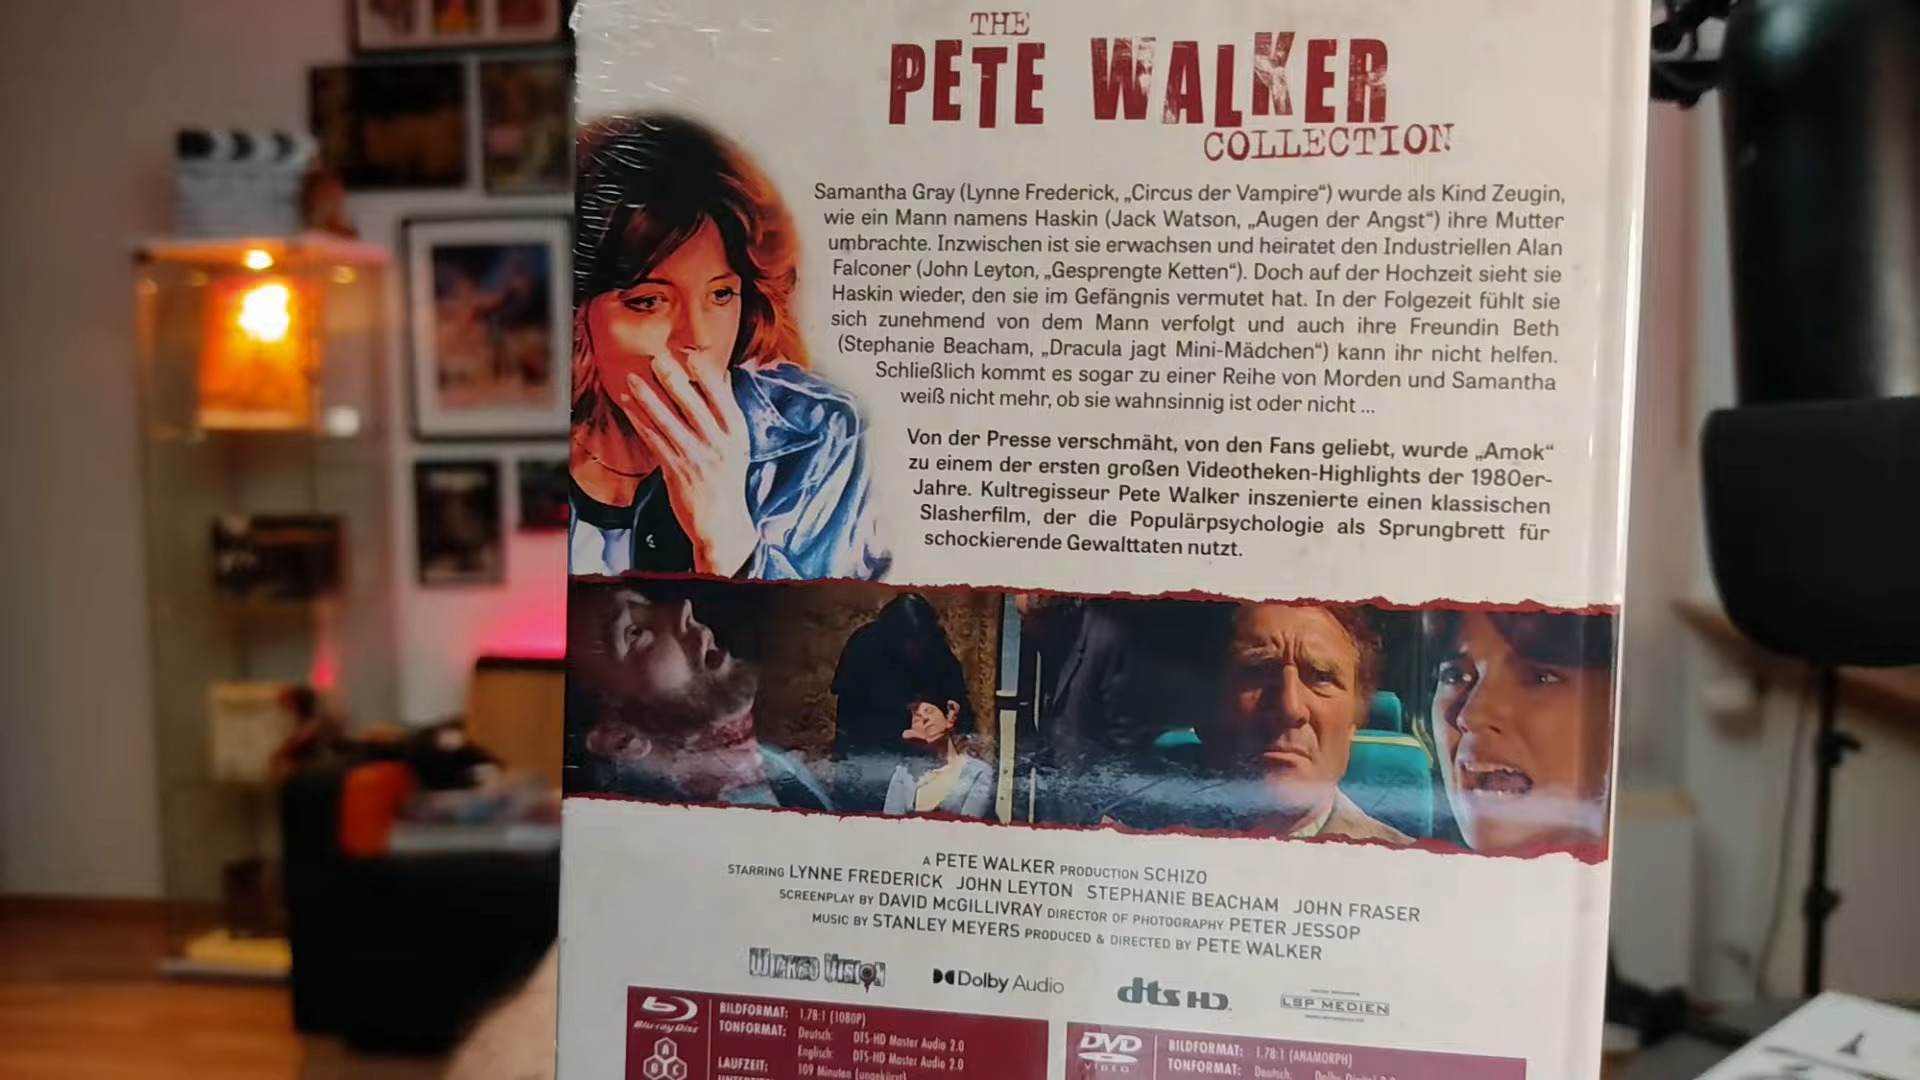 THE
PETE WALKER
COLLECTION
Samantha Gray (Lynne Frederick, „Circus der Vampire“) wurde als Kind Zeugin,
wie ein Mann namens Haskin (Jack Watson, „Augen der Angst“) ihre Mutter
umbrachte. Inzwischen ist sie erwachsen und heiratet den Industriellen Alan
Falconer (John Leyton, „Gesprengte Ketten“). Doch auf der Hochzeit sieht sie
Haskin wieder, den sie im Gefängnis vermutet hat. In der Folgezeit fühlt sie
sich zunehmend von dem Mann verfolgt und auch ihre Freundin Beth
(Stephanie Beacham, „Dracula jagt Mini-Mädchen“) kann ihr nicht helfen.
Schließlich kommt es sogar zu einer Reihe von Morden und Samantha
weiß nicht mehr, ob sie wahnsinnig ist oder nicht ...
Von der Presse verschmäht, von den Fans geliebt, wurde „Amok“
zu einem der ersten großen Videotheken-Highlights der 1980er-
Jahre. Kultregisseur Pete Walker inszenierte einen klassischen
Slasherfilm, der die Populärpsychologie als Sprungbrett für
schockierende Gewalttaten nutzt.
A PETE WALKER PRODUCTION SCHIZO
STARRING LYNNE FREDERICK JOHN LEYTON STEPHANIE BEACHAM JOHN FRASER
SCREENPLAY BY DAVID McGILLIVRAY DIRECTOR OF PHOTOGRAPHY PETER JESSOP
MUSIC BY STANLEY MEYERS PRODUCED & DIRECTED BY PETE WALKER
WICKED VISION Dolby Audio dts HD LSP MEDIEN
Blu-ray Disc
A B C
BILDFORMAT: 1.78:1 (1080P)
TONFORMAT: Deutsch: DTS-HD Master Audio 2.0
Englisch: DTS-HD Master Audio 2.0
LAUFZEIT: 109 Minuten (ungekürzt)
DVD VIDEO
BILDFORMAT: 1.78:1 (ANAMORPH)
TONFORMAT: Deutsch: Dolby Digital 2.0